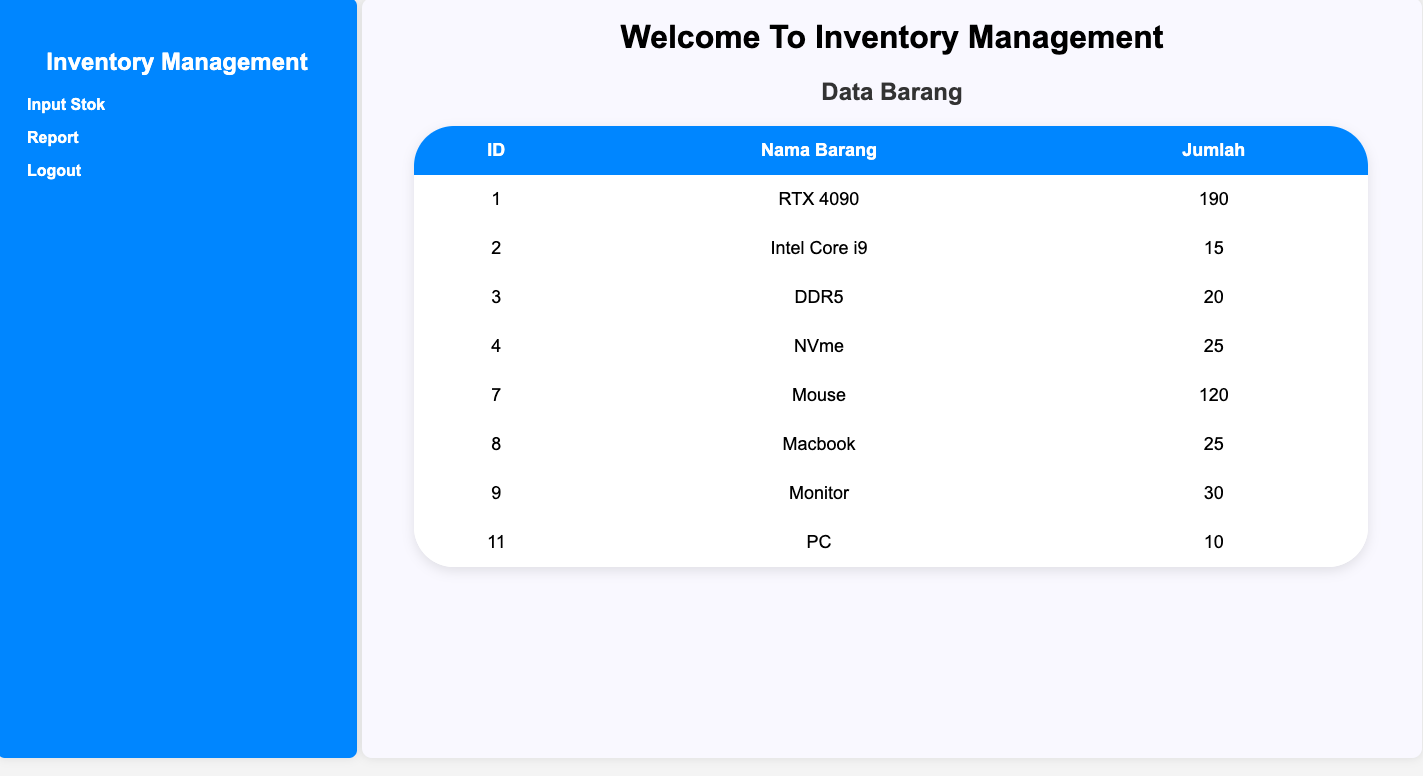 Inventory Management
Input Stok
Report
Logout
Welcome To Inventory Management
Data Barang
ID Nama Barang Jumlah
1 RTX 4090 190
2 Intel Core i9 15
3 DDR5 20
4 NVme 25
7 Mouse 120
8 Macbook 25
9 Monitor 30
11 PC 10